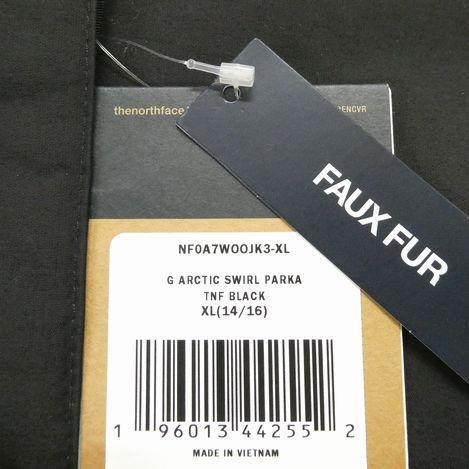 thenorthface
ENCVR
FAUX FUR
NF0A7WOOJK3-XL
G ARCTIC SWIRL PARKA
TNF BLACK
XL(14/16)
1 96013 44255 2
MADE IN VIETNAM